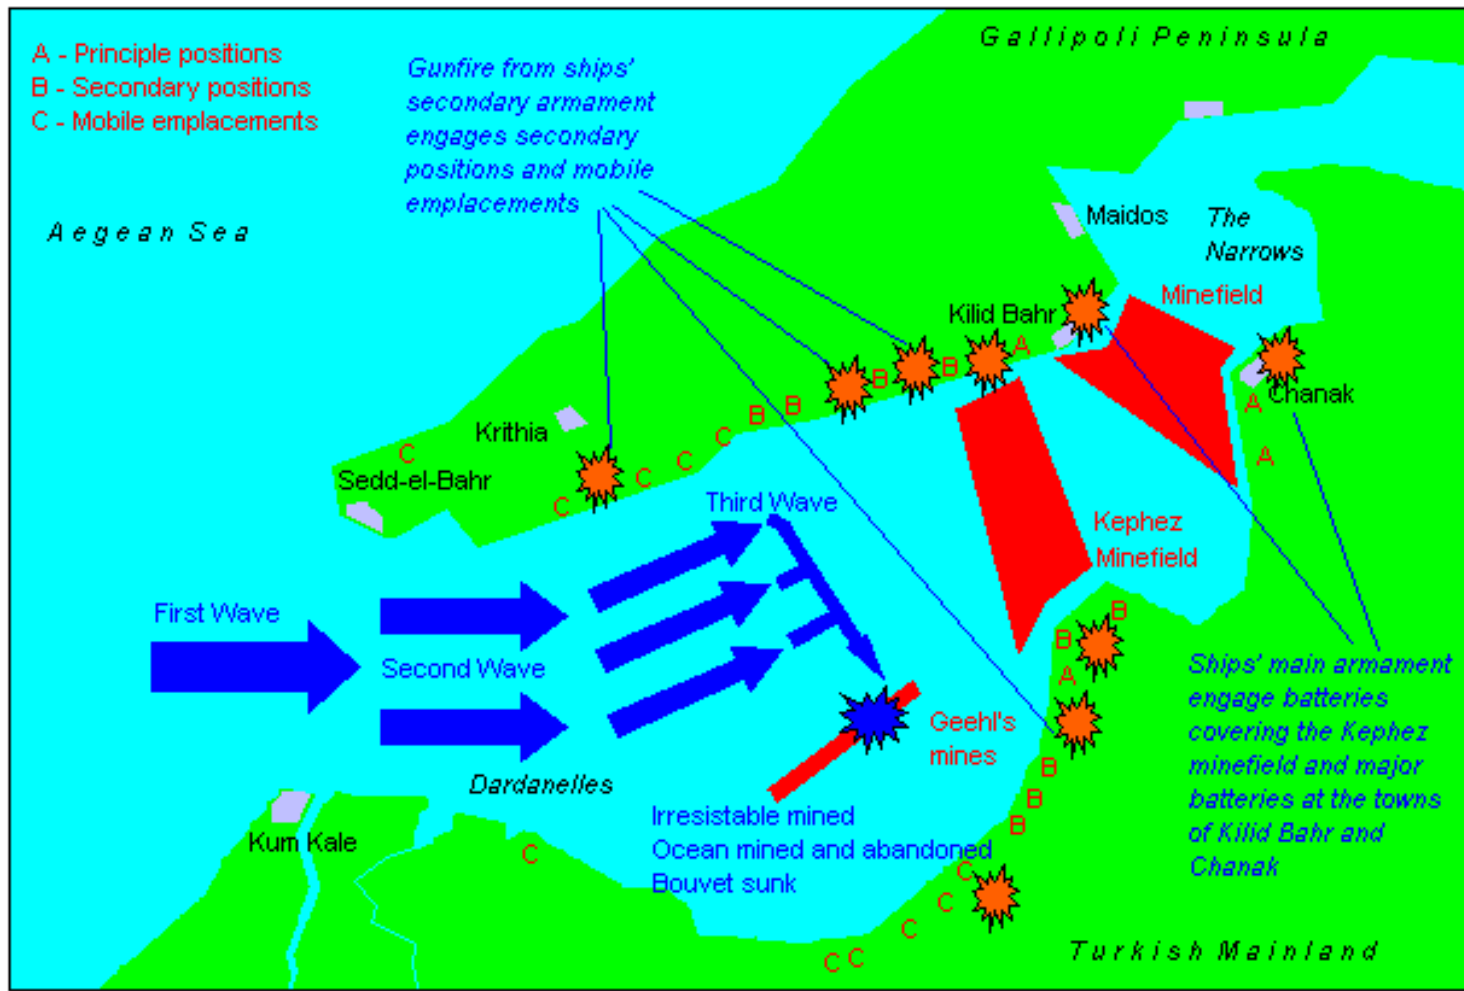 A - Principle positions
B - Secondary positions
C - Mobile emplacements
Gunfire from ships'
secondary armament
engages secondary
positions and mobile
emplacements
Gallipoli Peninsula
Aegean Sea
Maidos
The
Narrows
Minefield
Kilid Bahr
A
Chanak
A
A
B
B
B
B
C
C
C
C
C
Krithia
Sedd-el-Bahr
Third Wave
Kephez
Minefield
First Wave
Second Wave
B
B
A
Ships' main armament
engage batteries
covering the Kephez
minefield and major
batteries at the towns
of Kilid Bahr and
Chanak
Geehl's
mines
B
B
B
Dardanelles
Irresistable mined
Ocean mined and abandoned
Bouvet sunk
Kum Kale
C
C
C
C
C
C
Turkish Mainland